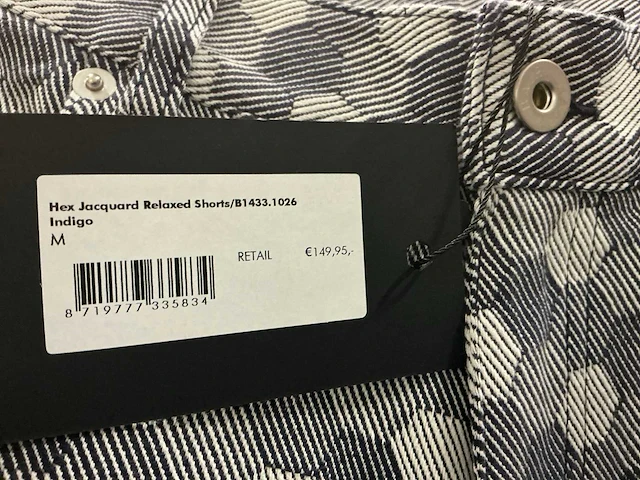 Hex Jacquard Relaxed Shorts/B1433.1026
Indigo
M
RETAIL €149,95,-
8 719777 335834